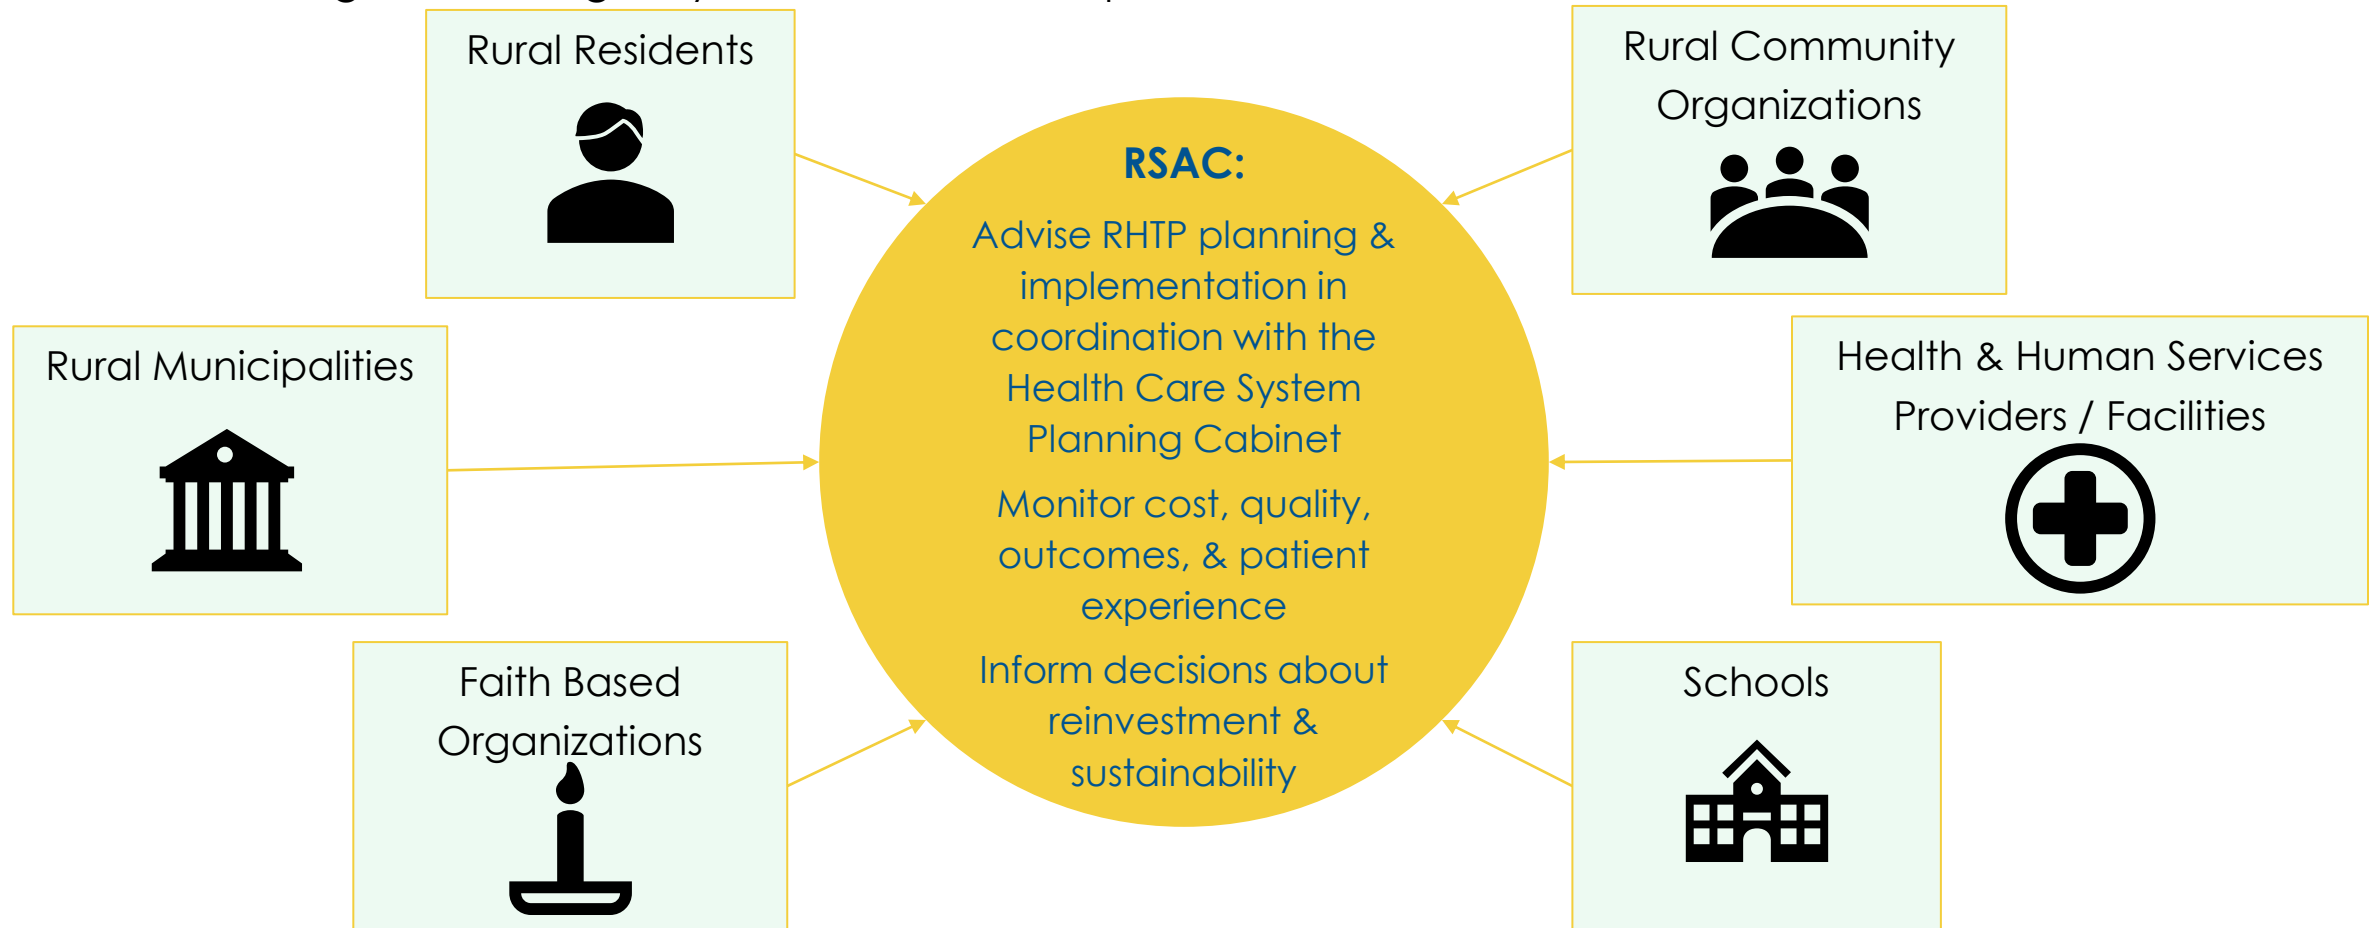 Rural Residents
Rural Community
Organizations
RSAC:
Advise RHTP planning &
implementation in
coordination with the
Health Care System
Planning Cabinet
Monitor cost, quality,
outcomes, & patient
experience
Inform decisions about
reinvestment &
sustainability
Rural Municipalities
Health & Human Services
Providers / Facilities
Faith Based
Organizations
Schools